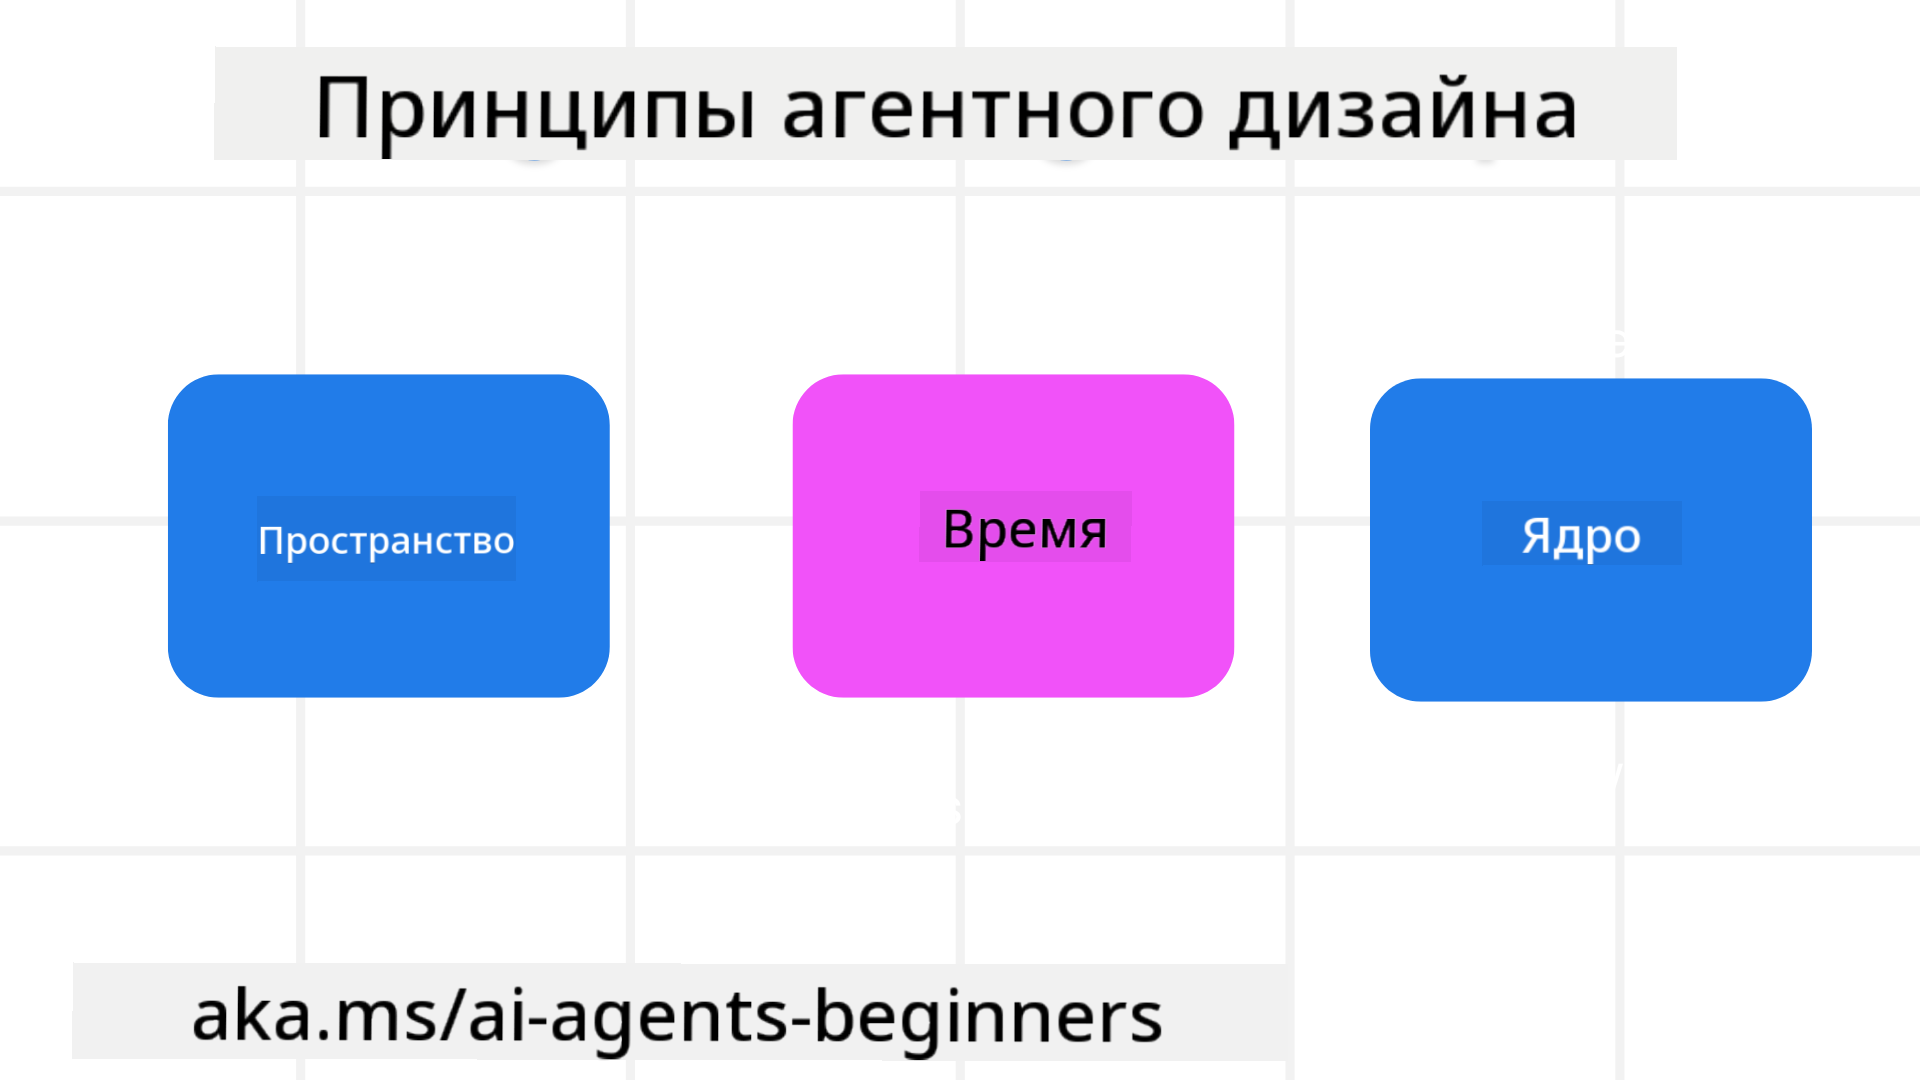 Принципы агентного дизайна
Пространство
Время
Ядро
aka.ms/ai-agents-beginners